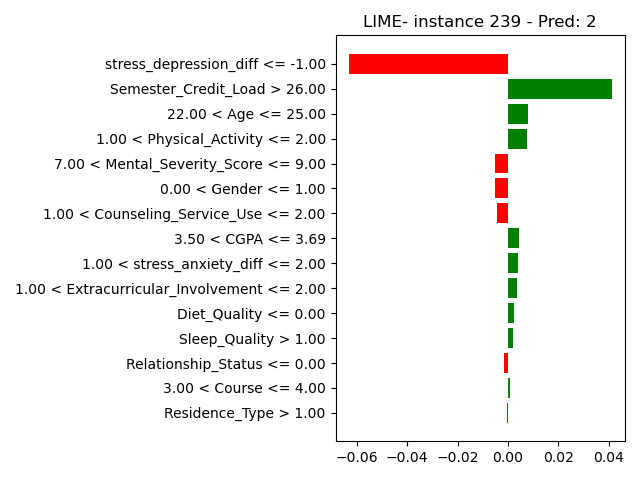 LIME- instance 239 - Pred: 2
stress_depression_diff <= -1.00
Semester_Credit_Load > 26.00
22.00 < Age <= 25.00
1.00 < Physical_Activity <= 2.00
7.00 < Mental_Severity_Score <= 9.00
0.00 < Gender <= 1.00
1.00 < Counseling_Service_Use <= 2.00
3.50 < CGPA <= 3.69
1.00 < stress_anxiety_diff <= 2.00
1.00 < Extracurricular_Involvement <= 2.00
Diet_Quality <= 0.00
Sleep_Quality > 1.00
Relationship_Status <= 0.00
3.00 < Course <= 4.00
Residence_Type > 1.00
−0.06 −0.04 −0.02 0.00 0.02 0.04